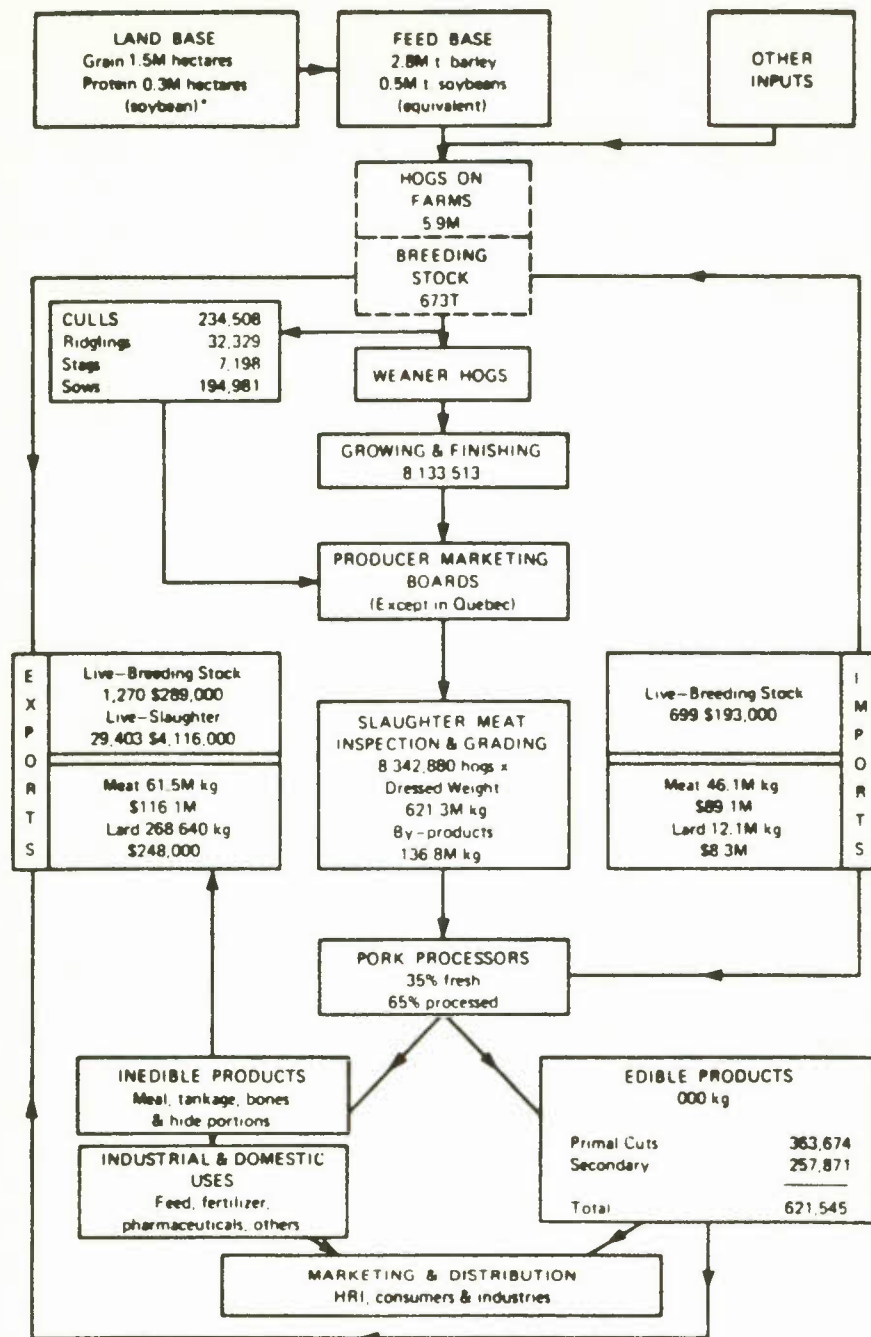 LAND BASE
Grain 1.5M hectares
Protein 0.3M hectares
(soybean)*
FEED BASE
2.8M t. barley
0.5M t. soybeans
(equivalent)
OTHER
INPUTS
HOGS ON
FARMS
5.9M
BREEDING
STOCK
673T
CULLS 234,508
Ridglings 32,329
Stags 7,198
Sows 194,981
WEANER HOGS
GROWING & FINISHING
8 133 513
PRODUCER MARKETING
BOARDS
(Except in Quebec)
EXPORTS
Live-Breeding Stock
1,270 $289,000
Live-Slaughter
29,403 $4,116,000
Meat 61.5M kg
$116.1M
Lard 268 640 kg
$248,000
SLAUGHTER MEAT
INSPECTION & GRADING
8 342,880 hogs x
Dressed Weight
621.3M kg
By-products
136.8M kg
Live-Breeding Stock
699 $193,000
Meat 46.1M kg
$89.1M
Lard 12.1M kg
$8.3M
IMPORTS
PORK PROCESSORS
35% fresh
65% processed
INEDIBLE PRODUCTS
Meal, tankage, bones
& hide portions
INDUSTRIAL & DOMESTIC
USES
Feed, fertilizer,
pharmaceuticals, others
EDIBLE PRODUCTS
000 kg
Primal Cuts 363,674
Secondary 257,871
Total 621,545
MARKETING & DISTRIBUTION
HRI, consumers & industries